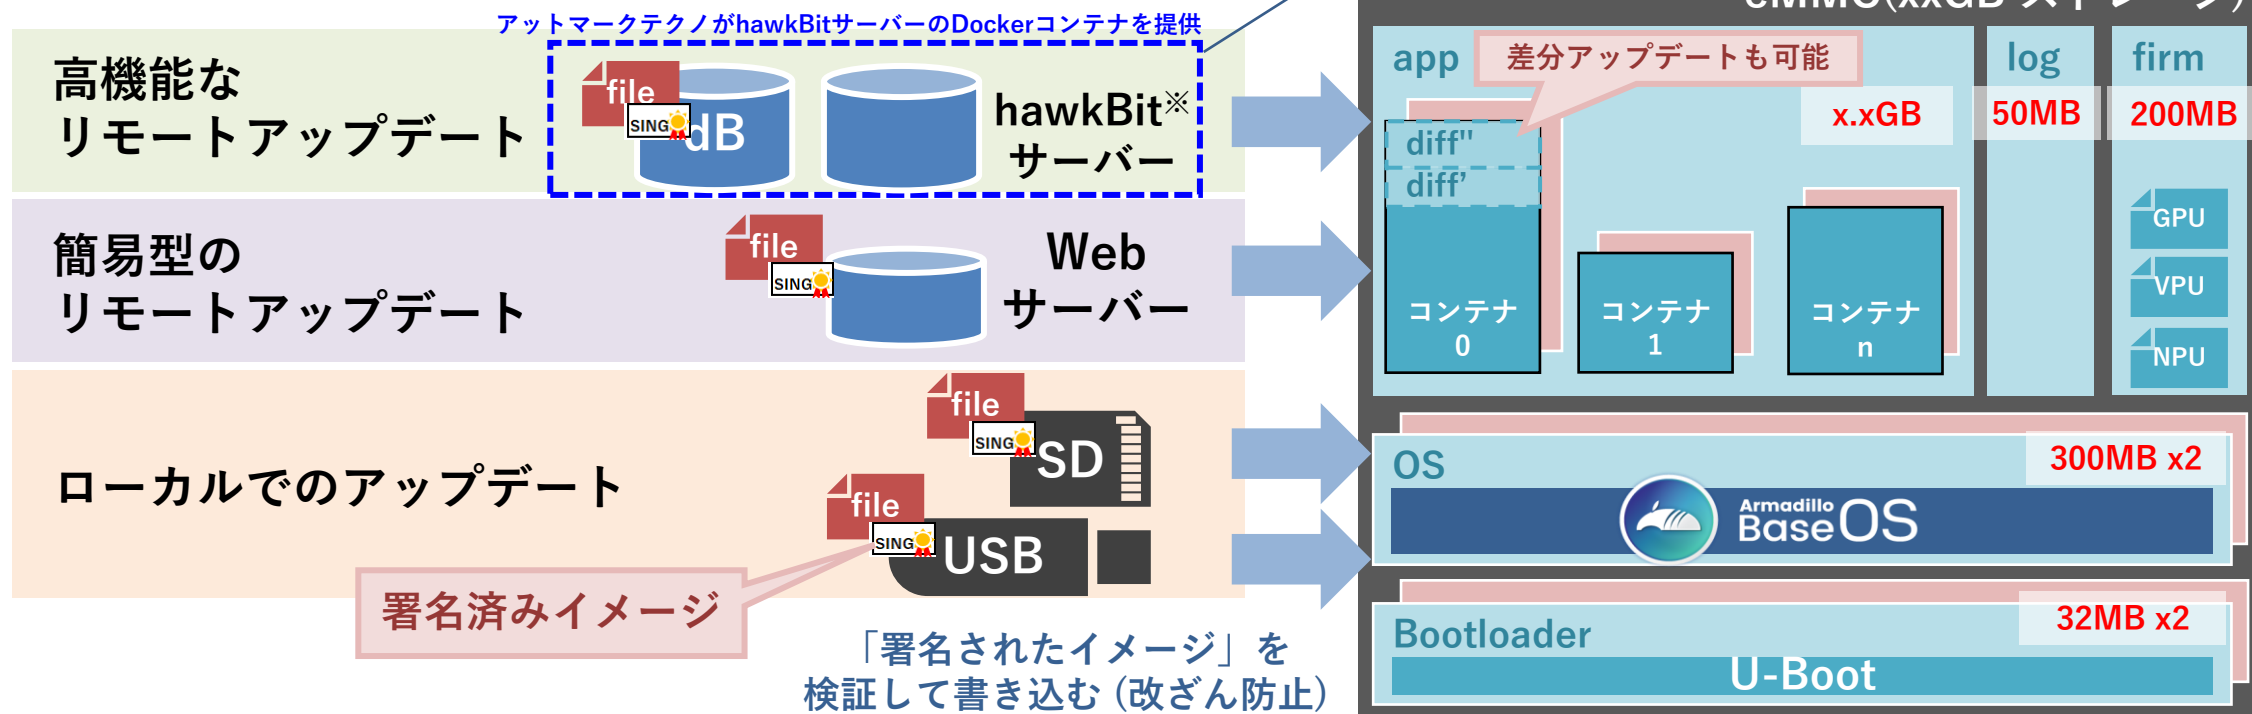 アットマークテクノがhawkBitサーバーのDockerコンテナを提供
高機能な
リモートアップデート
file
SING
dB
hawkBit※
サーバー
簡易型の
リモートアップデート
file
SING
Web
サーバー
ローカルでのアップデート
file
SING
SD
file
SING
USB
署名済みイメージ
「署名されたイメージ」を
検証して書き込む (改ざん防止)
app
差分アップデートも可能
x.xGB
diff"
diff’
コンテナ
0
コンテナ
1
コンテナ
n
log
50MB
firm
200MB
GPU
VPU
NPU
OS
300MB x2
Armadillo
Base OS
Bootloader
32MB x2
U-Boot